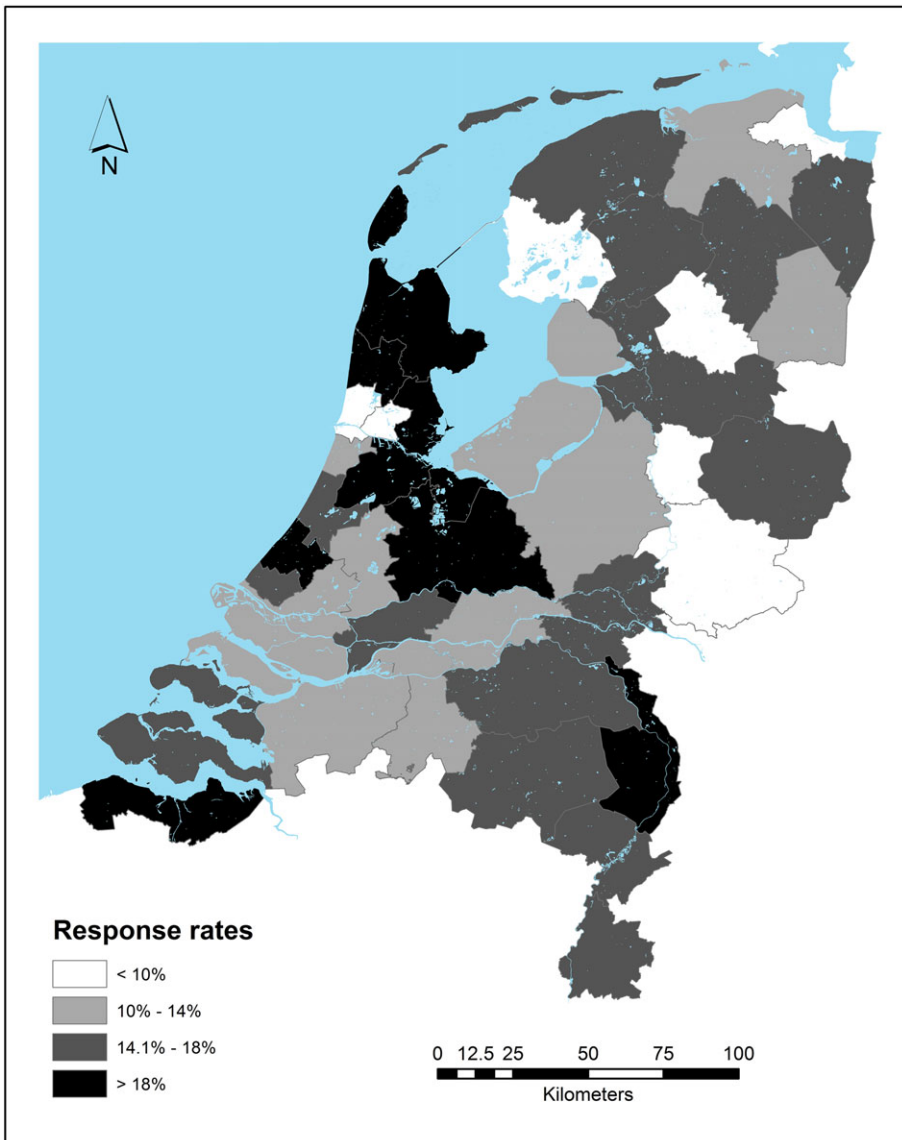 N
Response rates
< 10%
10% - 14%
14.1% - 18%
> 18%
0 12.5 25 50 75 100
Kilometers